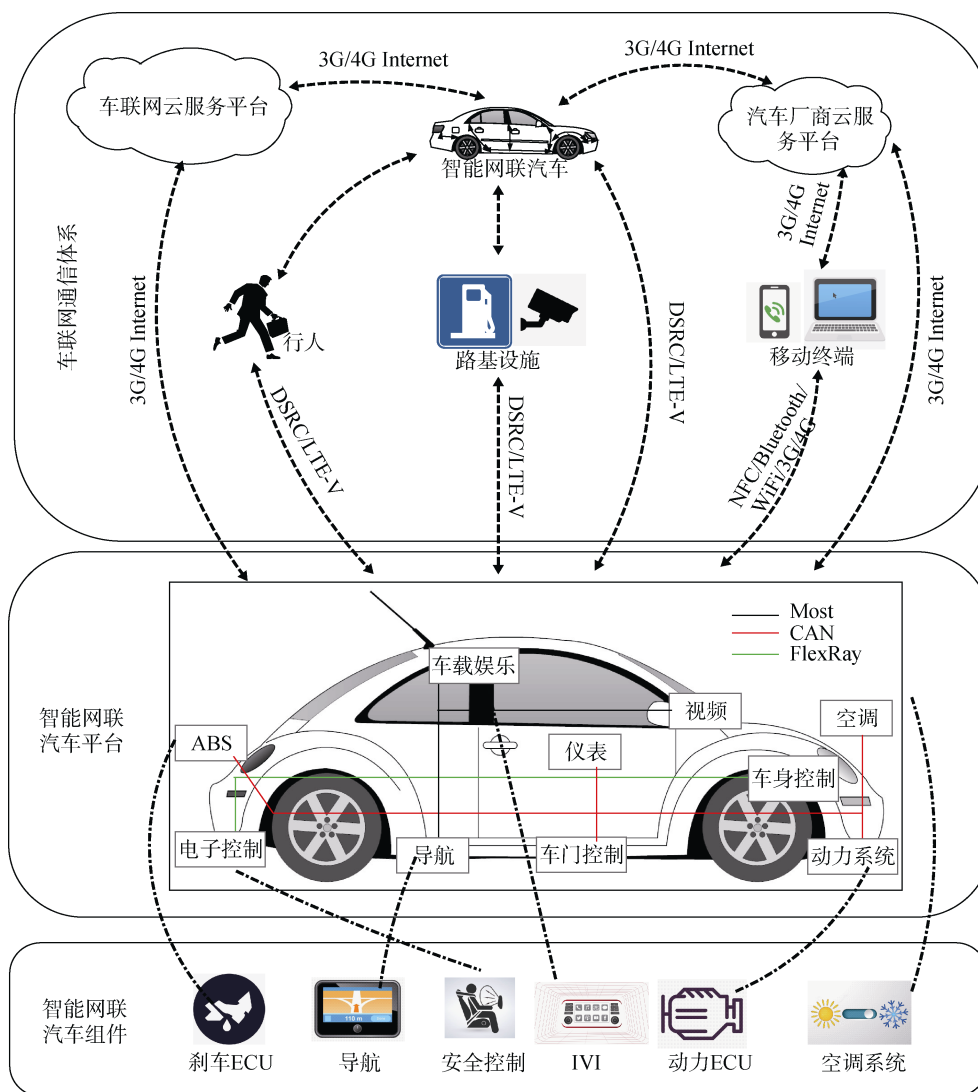 3G/4G Internet
3G/4G Internet
车联网云服务平台
汽车厂商云服
务平台
智能网联汽车
3G/4G
Internet
车联网通信体系
3G/4G Internet
行人
路基设施
DSRC/LTE-V
移动终端
3G/4G Internet
DSRC/LTE-V
DSRC/LTE-V
NFC/Bluetooth/
WiFi/3G/4G
Most
CAN
FlexRay
智能网联
汽车平台
车载娱乐
视频
空调
ABS
仪表
车身控制
电子控制
导航
车门控制
动力系统
智能网联
汽车组件
110 m
刹车ECU
导航
安全控制
IVI
动力ECU
空调系统